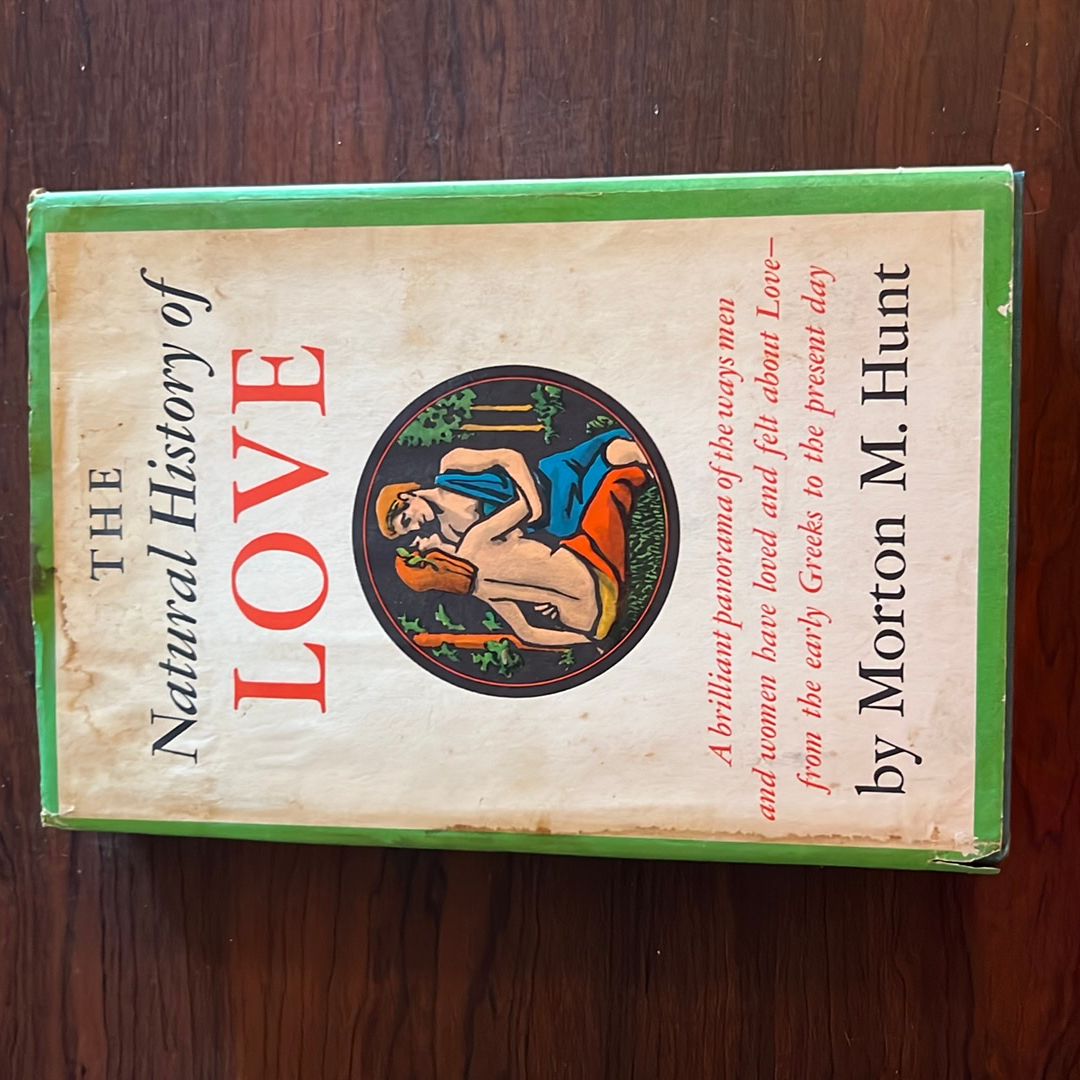 THE
Natural History of
LOVE
A brilliant panorama of the ways men
and women have loved and felt about Love—
from the early Greeks to the present day
by Morton M. Hunt